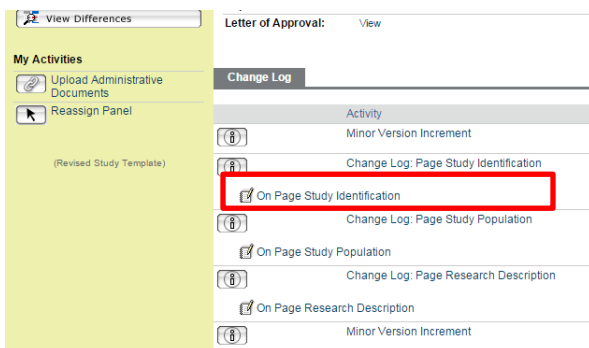 View Differences
Letter of Approval: View
My Activities
Upload Administrative
Documents
Reassign Panel
(Revised Study Template)
Change Log
Activity
Minor Version Increment
Change Log: Page Study Identification
On Page Study Identification
Change Log: Page Study Population
On Page Study Population
Change Log: Page Research Description
On Page Research Description
Minor Version Increment